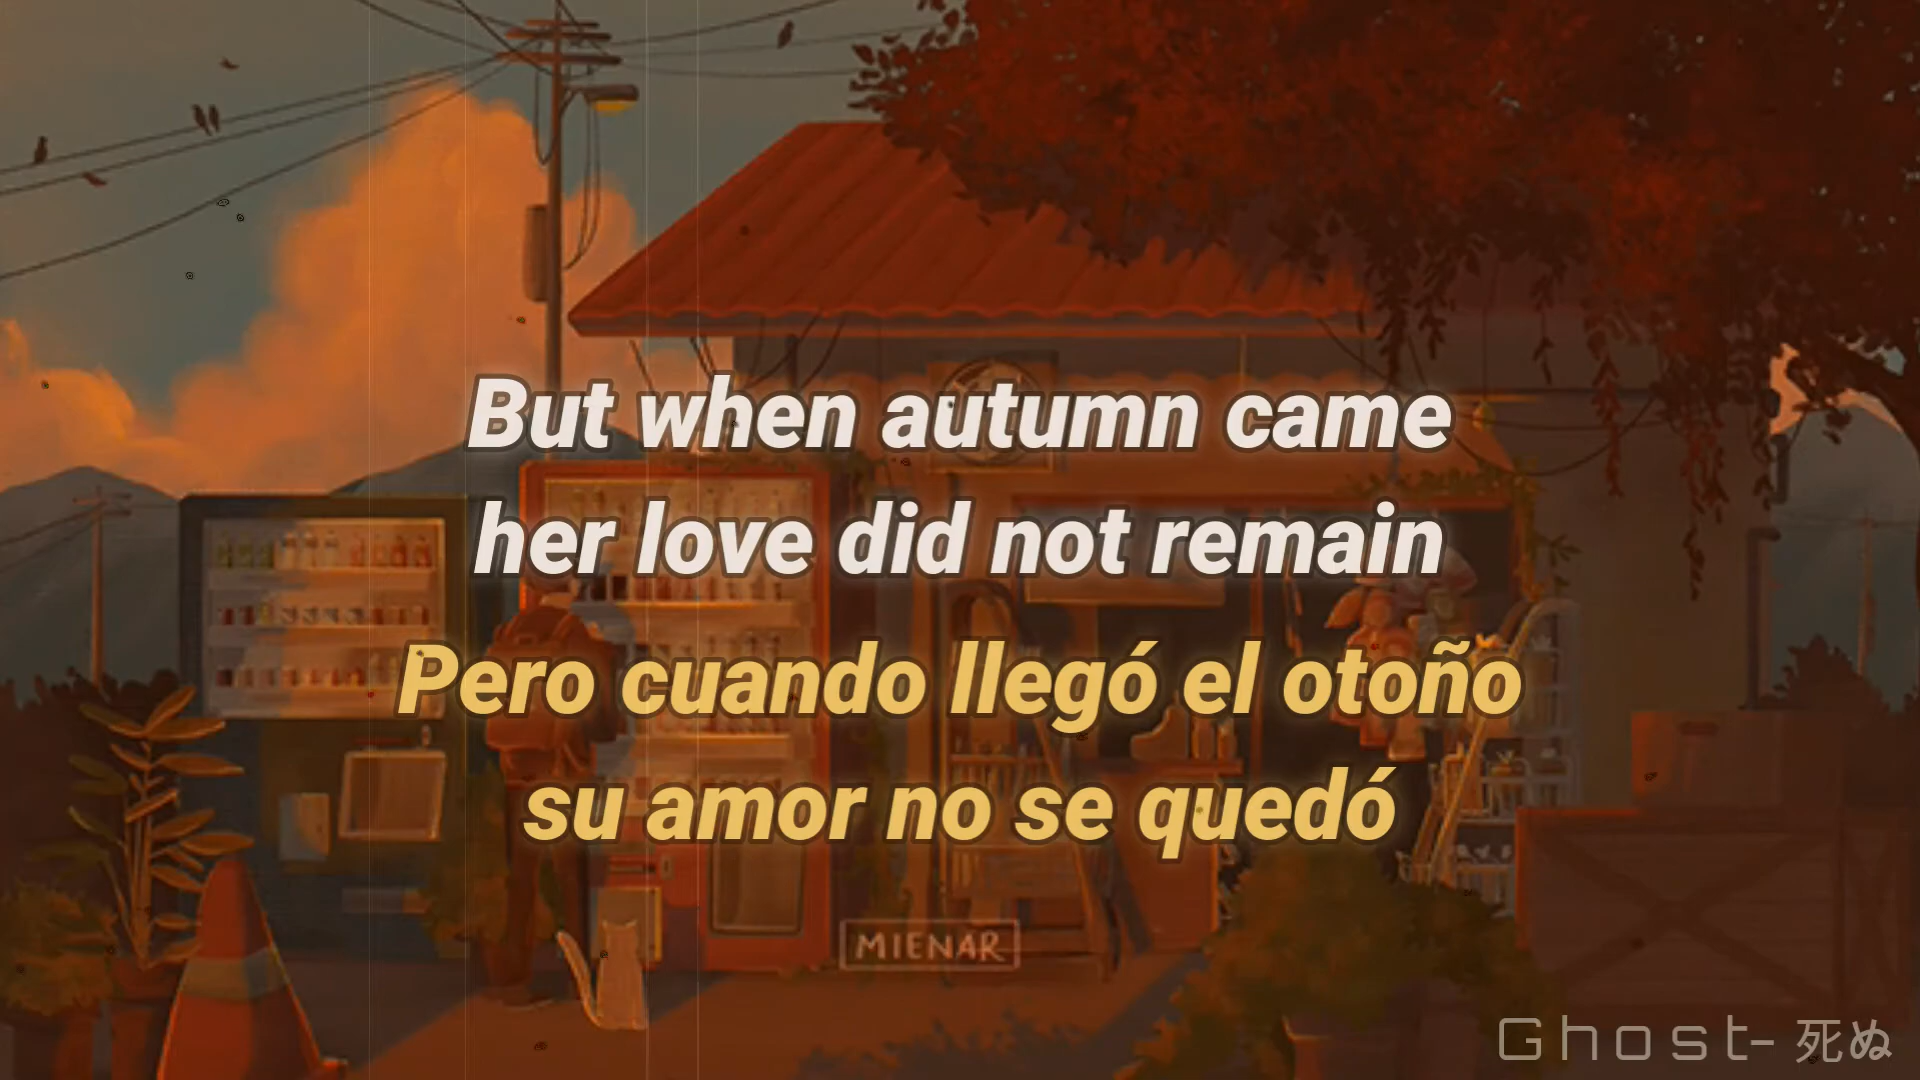 But when autumn came
her love did not remain
Pero cuando llegó el otoño
su amor no se quedó
MIENAR
Ghost-死ぬ